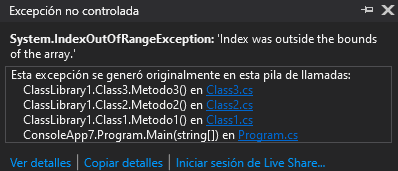 Excepción no controlada
System.IndexOutOfRangeException: 'Index was outside the bounds
of the array.'
Esta excepción se generó originalmente en esta pila de llamadas:
ClassLibrary1.Class3.Metodo3() en Class3.cs
ClassLibrary1.Class2.Metodo2() en Class2.cs
ClassLibrary1.Class1.Metodo1() en Class1.cs
ConsoleApp7.Program.Main(string[]) en Program.cs
Ver detalles | Copiar detalles | Iniciar sesión de Live Share...